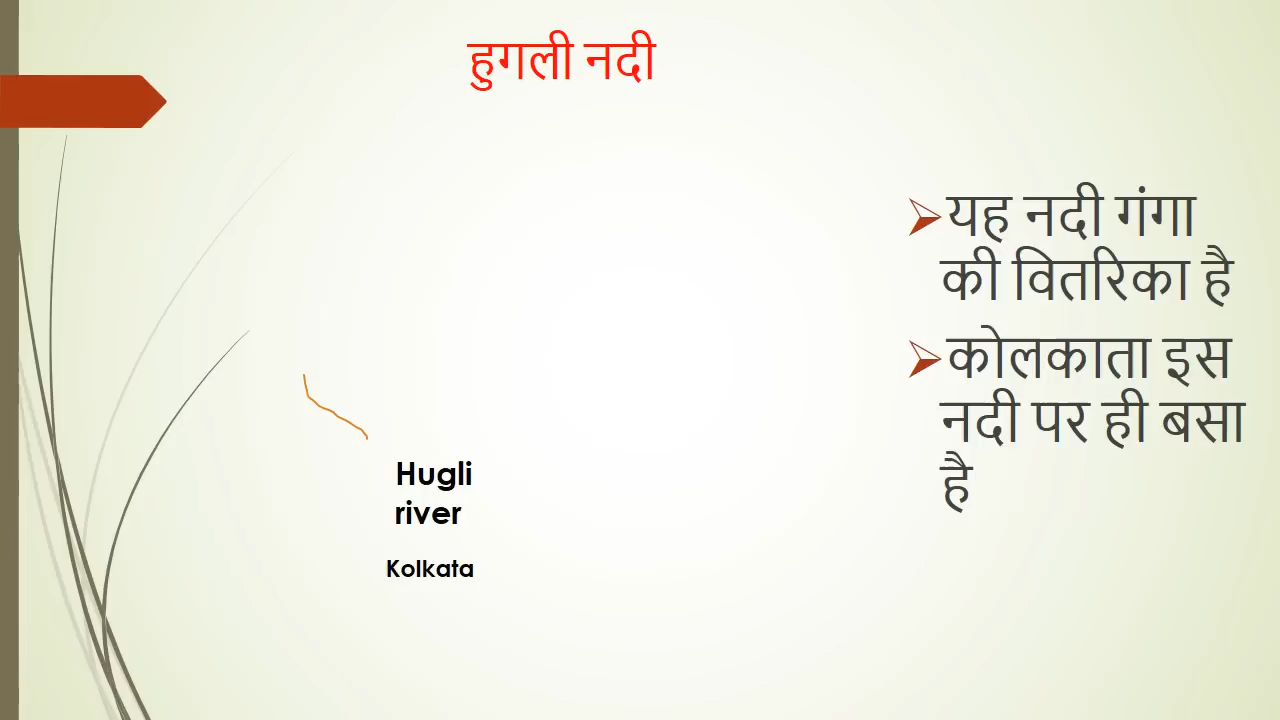 हुगली नदी
यह नदी गंगा
की वितरिका है
कोलकाता इस
नदी पर ही बसा
है
Hugli
river
Kolkata